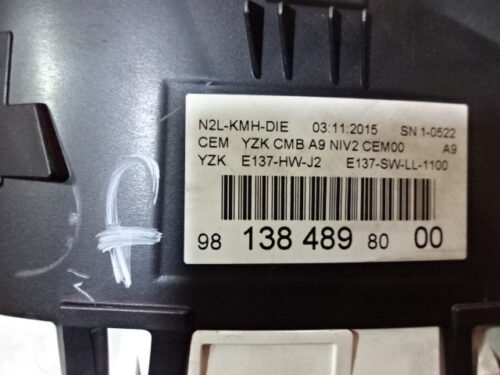 N2L-KMH-DIE 03:11:2015 SN 1-0522
CEM YZK CMB A9 NIV2 CEM00 A9
YZK E137-HW-J2 E137-SW-LL-1100
98 138 489 80 00